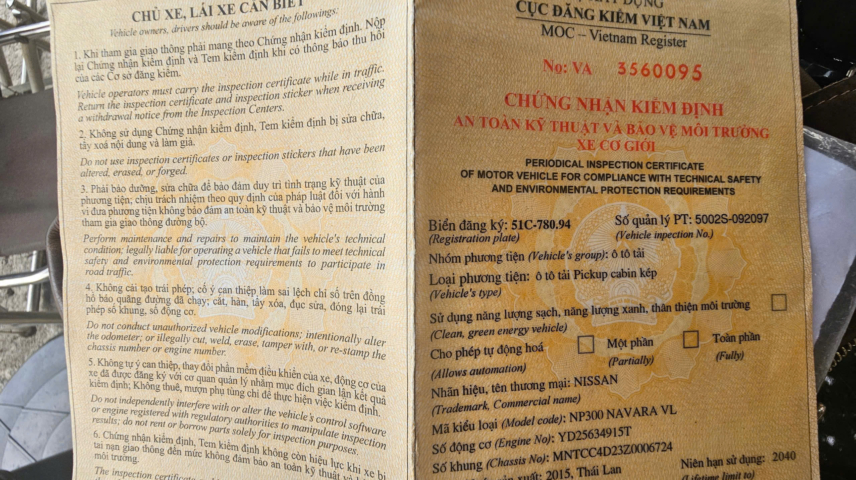 CHỦ XE, LÁI XE CẦN BIẾT
Vehicle owners, drivers should be aware of the followings:
1. Khi tham gia giao thông phải mang theo Chứng nhận kiểm định. Nộp
lại Chứng nhận kiểm định và Tem kiểm định khi có thông báo thu hồi
của các Cơ sở đăng kiểm.
Vehicle operators must carry the inspection certificate while in traffic.
Return the inspection certificate and inspection sticker when receiving
a withdrawal notice from the Inspection Centers.
2. Không sử dụng Chứng nhận kiểm định, Tem kiểm định bị sửa chữa,
tẩy xoá nội dung và làm giả.
Do not use inspection certificates or inspection stickers that have been
altered, erased, or forged.
3. Phải bảo dưỡng, sửa chữa để bảo đảm duy trì tình trạng kỹ thuật của
phương tiện; chịu trách nhiệm theo quy định của pháp luật đối với hành
vi đưa phương tiện không bảo đảm an toàn kỹ thuật và bảo vệ môi trường
tham gia giao thông đường bộ.
Perform maintenance and repairs to maintain the vehicle's technical
condition; legally liable for operating a vehicle that fails to meet technical
safety and environmental protection requirements to participate in
road traffic.
4. Không cải tạo trái phép; cố ý can thiệp làm sai lệch chỉ số trên đồng
hồ báo quãng đường đã chạy; cắt, hàn, tẩy xóa, đục sửa, đóng lại trái
phép số khung, số động cơ.
Do not conduct unauthorized vehicle modifications; intentionally alter
the odometer; or illegally cut, weld, erase, tamper with, or re-stamp the
chassis number or engine number.
5. Không tự ý can thiệp, thay đổi phần mềm điều khiển của xe, động cơ của
xe đã được đăng ký với cơ quan quản lý nhằm mục đích gian lận kết quả
kiểm định; Không thuê, mượn phụ tùng chỉ để thực hiện việc kiểm định.
Do not independently interfere with or alter the vehicle's control software
or engine registered with regulatory authorities to manipulate inspection
results; do not rent or borrow parts solely for inspection purposes.
6. Chứng nhận kiểm định, Tem kiểm định không còn hiệu lực khi xe bị
tai nạn giao thông đến mức không đảm bảo an toàn kỹ thuật và
môi trường.
The inspection certificate
CỤC ĐĂNG KIỂM VIỆT NAM
MOC – Vietnam Register
No: VA 3560095
CHỨNG NHẬN KIỂM ĐỊNH
AN TOÀN KỸ THUẬT VÀ BẢO VỆ MÔI TRƯỜNG
XE CƠ GIỚI
PERIODICAL INSPECTION CERTIFICATE
OF MOTOR VEHICLE FOR COMPLIANCE WITH TECHNICAL SAFETY
AND ENVIRONMENTAL PROTECTION REQUIREMENTS
Biển đăng ký: 51C-780.94 Số quản lý PT: 5002S-092097
(Registration plate) (Vehicle inspection No.)
Nhóm phương tiện (Vehicle's group): ô tô tải
Loại phương tiện: ô tô tải Pickup cabin kép
(Vehicle's type)
Sử dụng năng lượng sạch, năng lượng xanh, thân thiện môi trường
(Clean, green energy vehicle)
Cho phép tự động hoá Một phần Toàn phần
(Allows automation) (Partially) (Fully)
Nhãn hiệu, tên thương mại: NISSAN
(Trademark, Commercial name)
Mã kiểu loại (Model code): NP300 NAVARA VL
Số động cơ (Engine No): YD25634915T
Số khung (Chassis No): MNTCC4D23Z0006724
xuất: 2015, Thái Lan Niên hạn sử dụng: 2040
(Lifetime limit to)